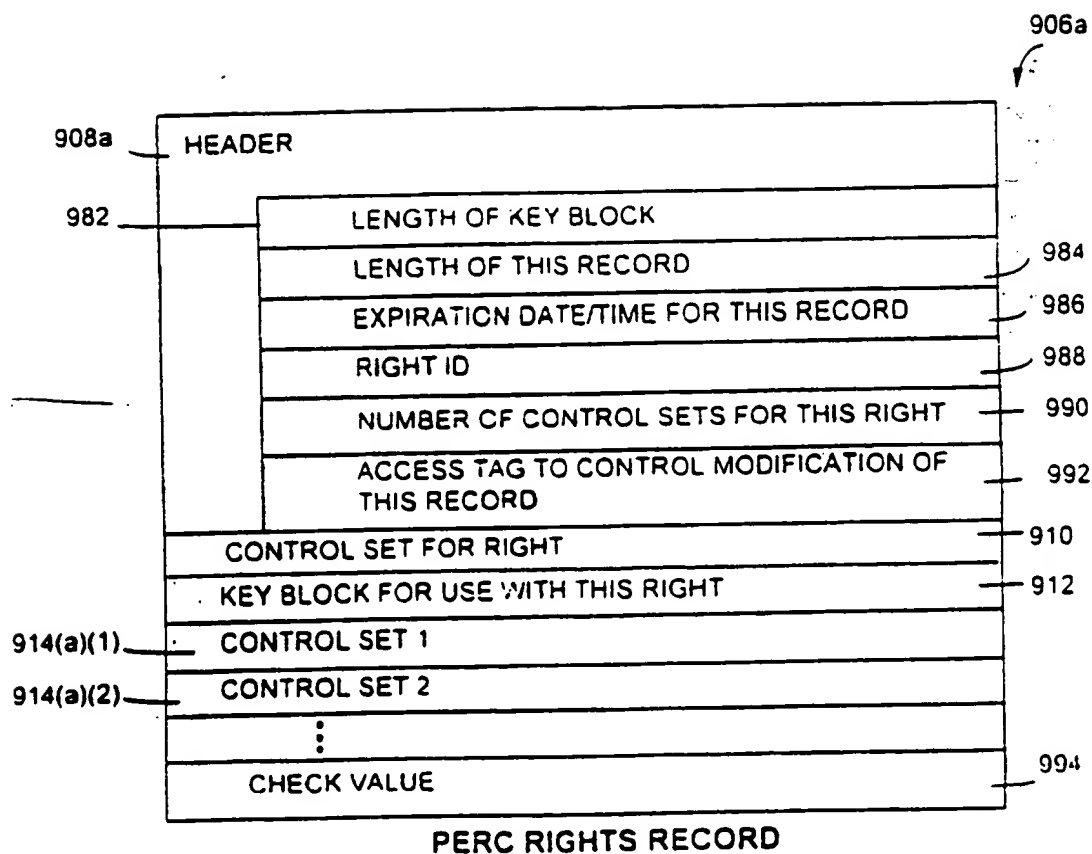 906a
908a
HEADER
982
LENGTH OF KEY BLOCK
LENGTH OF THIS RECORD
984
EXPIRATION DATE/TIME FOR THIS RECORD
986
RIGHT ID
988
NUMBER CF CONTROL SETS FOR THIS RIGHT
990
ACCESS TAG TO CONTROL MODIFICATION OF
THIS RECORD
992
CONTROL SET FOR RIGHT
910
KEY BLOCK FOR USE WITH THIS RIGHT
912
914(a)(1)
CONTROL SET 1
914(a)(2)
CONTROL SET 2
CHECK VALUE
994
PERC RIGHTS RECORD